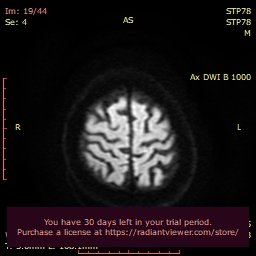 Im: 19/44
Se: 4
AS
STP78
STP78
M
Ax DWI B 1000
R
L
You have 30 days left in your trial period.
Purchase a license at https://radiantviewer.com/store/